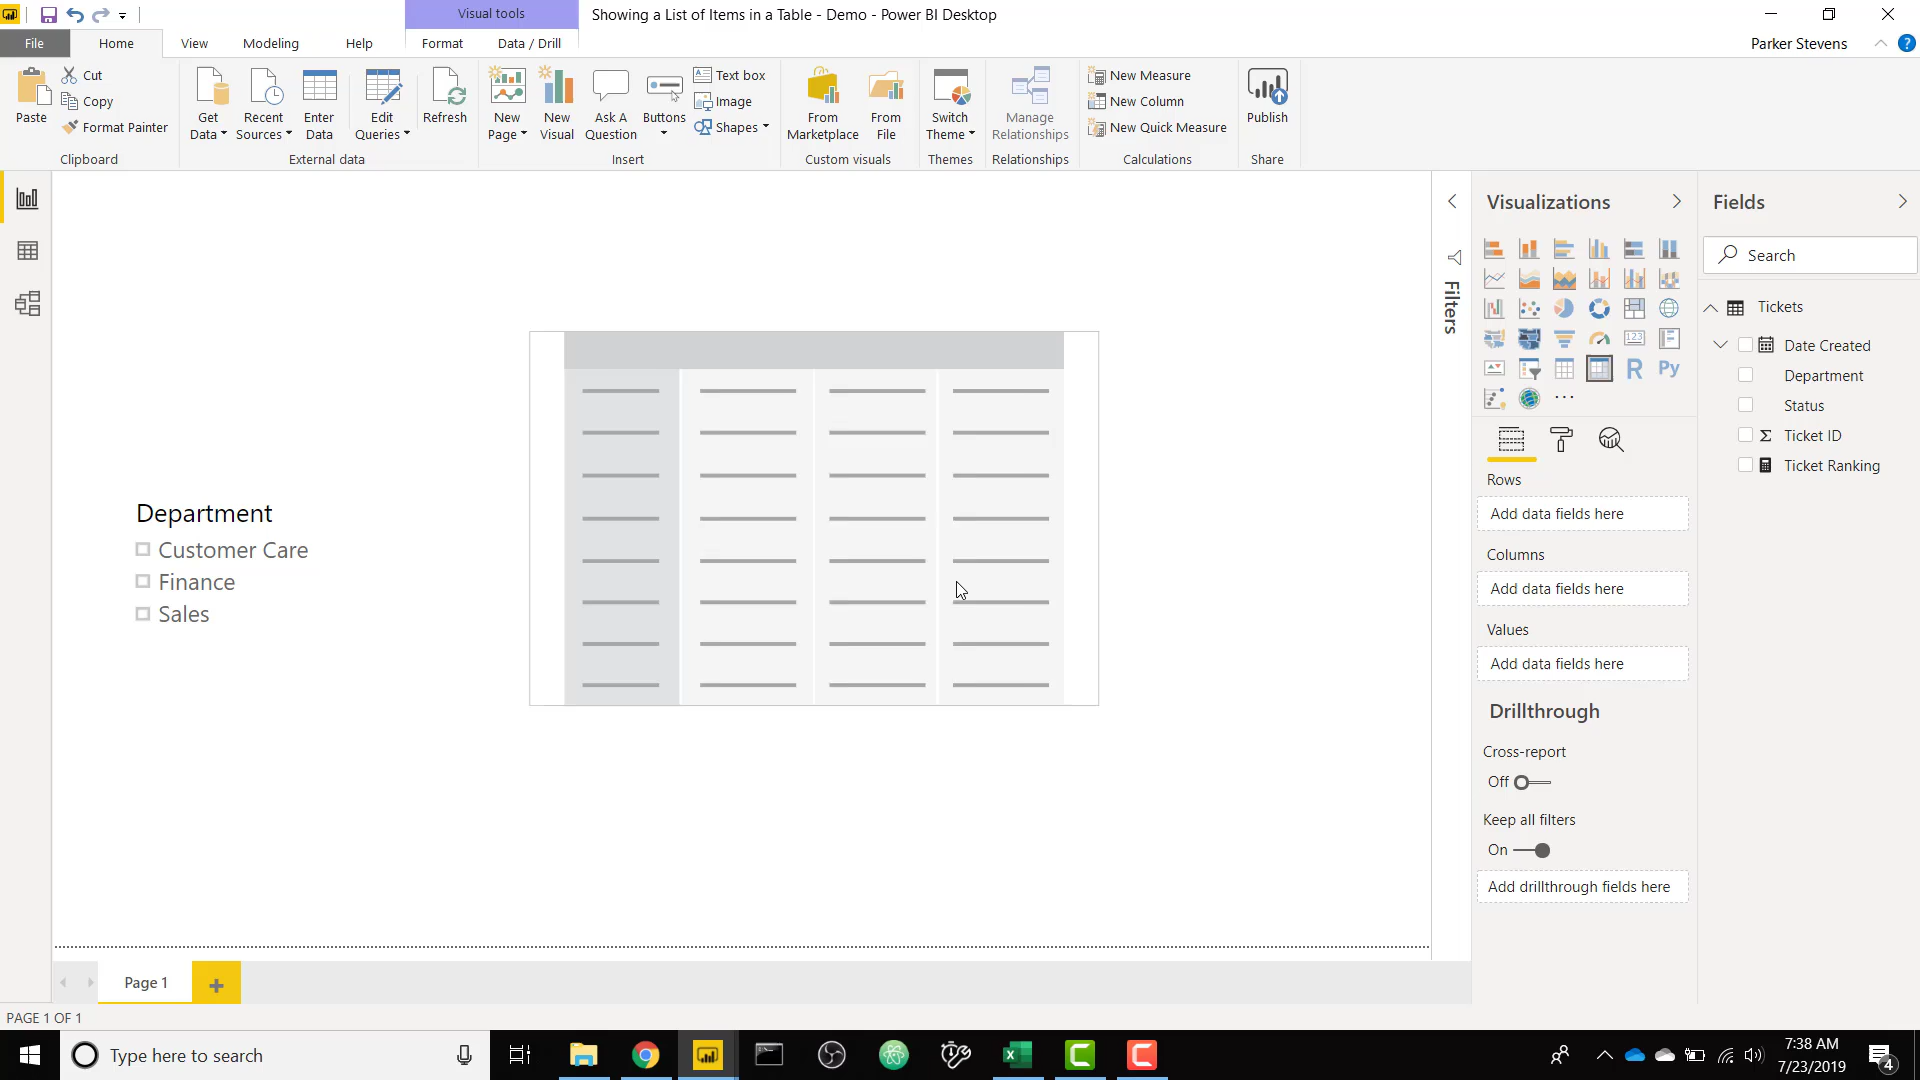 Visual tools
Showing a List of Items in a Table - Demo - Power BI Desktop
File
Home
View
Modeling
Help
Format
Data / Drill
Parker Stevens
?
Paste
Cut
Copy
Format Painter
Clipboard
Get
Data
Recent
Sources
Enter
Data
Edit
Queries
Refresh
External data
New
Page
New
Visual
Ask A
Question
Buttons
Text box
Image
Shapes
Insert
From
Marketplace
From
File
Custom visuals
Switch
Theme
Themes
Manage
Relationships
Relationships
New Measure
New Column
New Quick Measure
Calculations
Publish
Share
Department
Customer Care
Finance
Sales
Filters
Visualizations
123
R
Py
Rows
Add data fields here
Columns
Add data fields here
Values
Add data fields here
Drillthrough
Cross-report
Off
Keep all filters
On
Add drillthrough fields here
Fields
Search
Tickets
Date Created
Department
Status
Σ Ticket ID
Ticket Ranking
Page 1
+
PAGE 1 OF 1
Type here to search
7:38 AM
7/23/2019
4